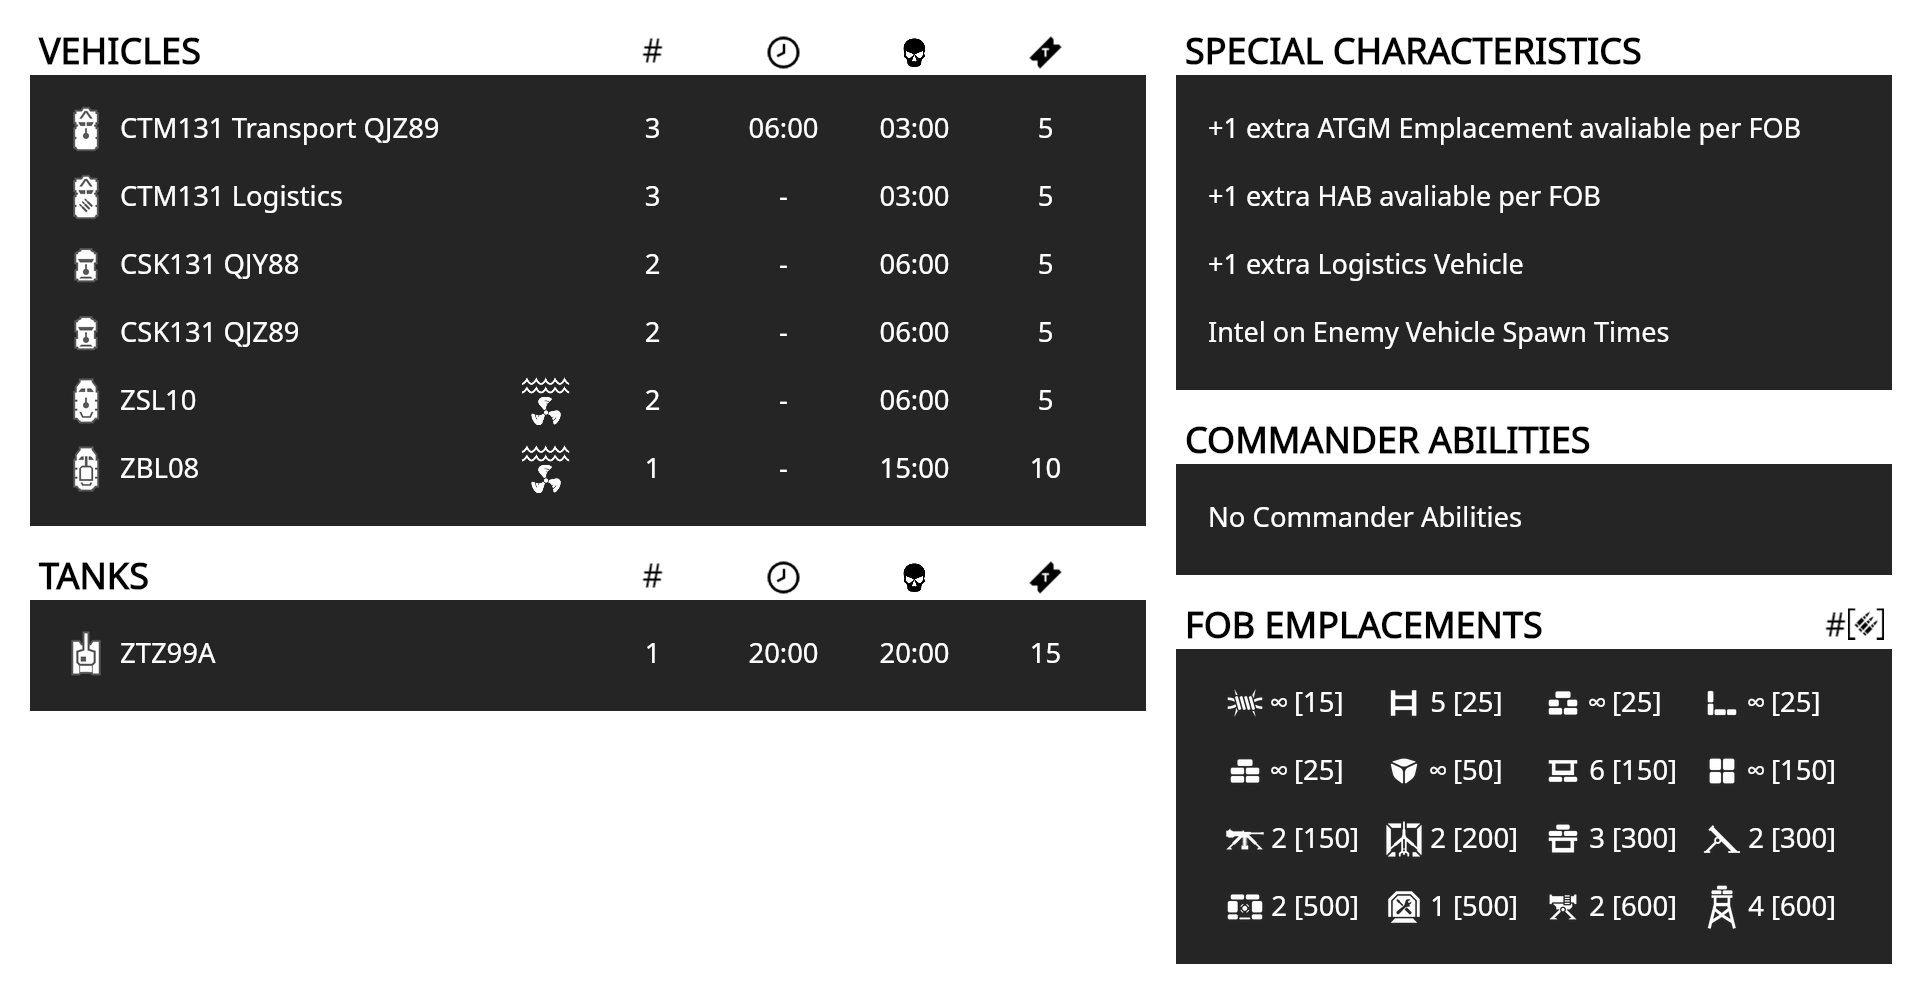 VEHICLES #
CTM131 Transport QJZ89 3 06:00 03:00 5
CTM131 Logistics 3 - 03:00 5
CSK131 QJY88 2 - 06:00 5
CSK131 QJZ89 2 - 06:00 5
ZSL10 2 - 06:00 5
ZBL08 1 - 15:00 10
TANKS #
ZTZ99A 1 20:00 20:00 15
SPECIAL CHARACTERISTICS
+1 extra ATGM Emplacement avaliable per FOB
+1 extra HAB avaliable per FOB
+1 extra Logistics Vehicle
Intel on Enemy Vehicle Spawn Times
COMMANDER ABILITIES
No Commander Abilities
FOB EMPLACEMENTS #[]
∞ [15] 5 [25] ∞ [25] ∞ [25]
∞ [25] ∞ [50] 6 [150] ∞ [150]
2 [150] 2 [200] 3 [300] 2 [300]
2 [500] 1 [500] 2 [600] 4 [600]